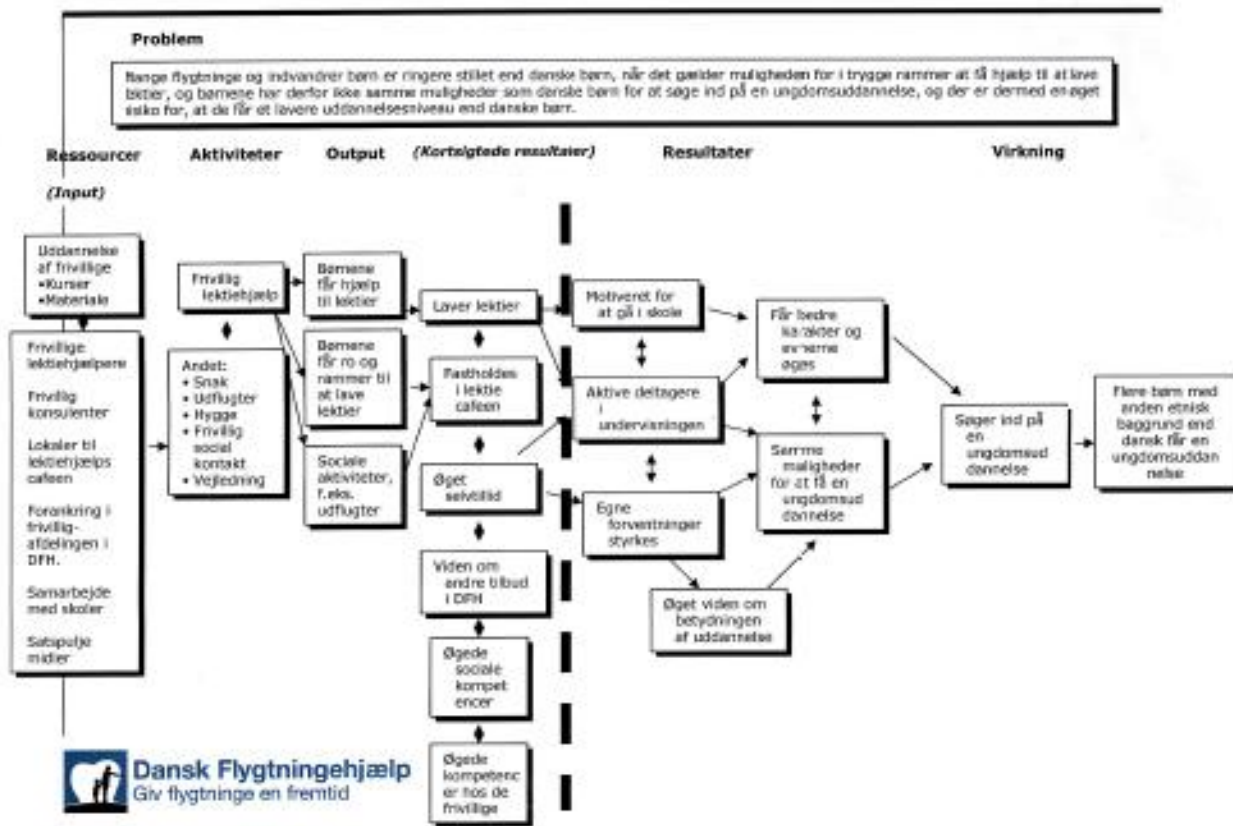 Problem
Mange flygtninge og indvandrer børn er ringere stillet end danske børn, når det gælder muligheden for i trygge rammer at få hjælp til at lave
lektier, og børnene har derfor ikke samme muligheder som danske børn for at søge ind på en ungdomsuddannelse, og der er dermed en øget
risiko for, at de får et lavere uddannelsesniveau end danske børn.
Ressourcer
(Input)
Aktiviteter
Output
(Kortsigtede resultater)
Resultater
Virkning
Uddannelse
af frivillige
•Kurser
•Materiale
Frivillige
lektiehjælpere
Frivillig
konsulenter
Lokaler til
lektiehjælps
cafeen
Forankring i
frivillig-
afdelingen i
DFH.
Samarbejde
med skoler
Satspulje
midler
Frivillig
lektiehjælp
Andet:
• Snak
• Udflugter
• Hygge
• Frivillig
social
kontakt
• Vejledning
Børnene
får hjælp
til lektier
Børnene
får ro og
rammer til
at lave
lektier
Sociale
aktiviteter,
f.eks.
udflugter
Laver lektier
Fastholdes
i lektie
cafeen
Øget
selvtillid
Viden om
andre tilbud
i DFH
Øgede
sociale
kompet
encer
Øgede
kompetenc
er hos de
frivillige
Motiveret for
at gå i skole
Aktive deltagere
i
undervisningen
Egne
forventninger
styrkes
Øget viden om
betydningen
af uddannelse
Får bedre
karakter og
evnerne
øges
Samme
muligheder
for at få en
ungdomsud
dannelse
Søger ind på
en
ungdomsud
dannelse
Flere børn med
anden etnisk
baggrund end
dansk får en
ungdomsuddan
nelse
Dansk Flygtningehjælp
Giv flygtninge en fremtid